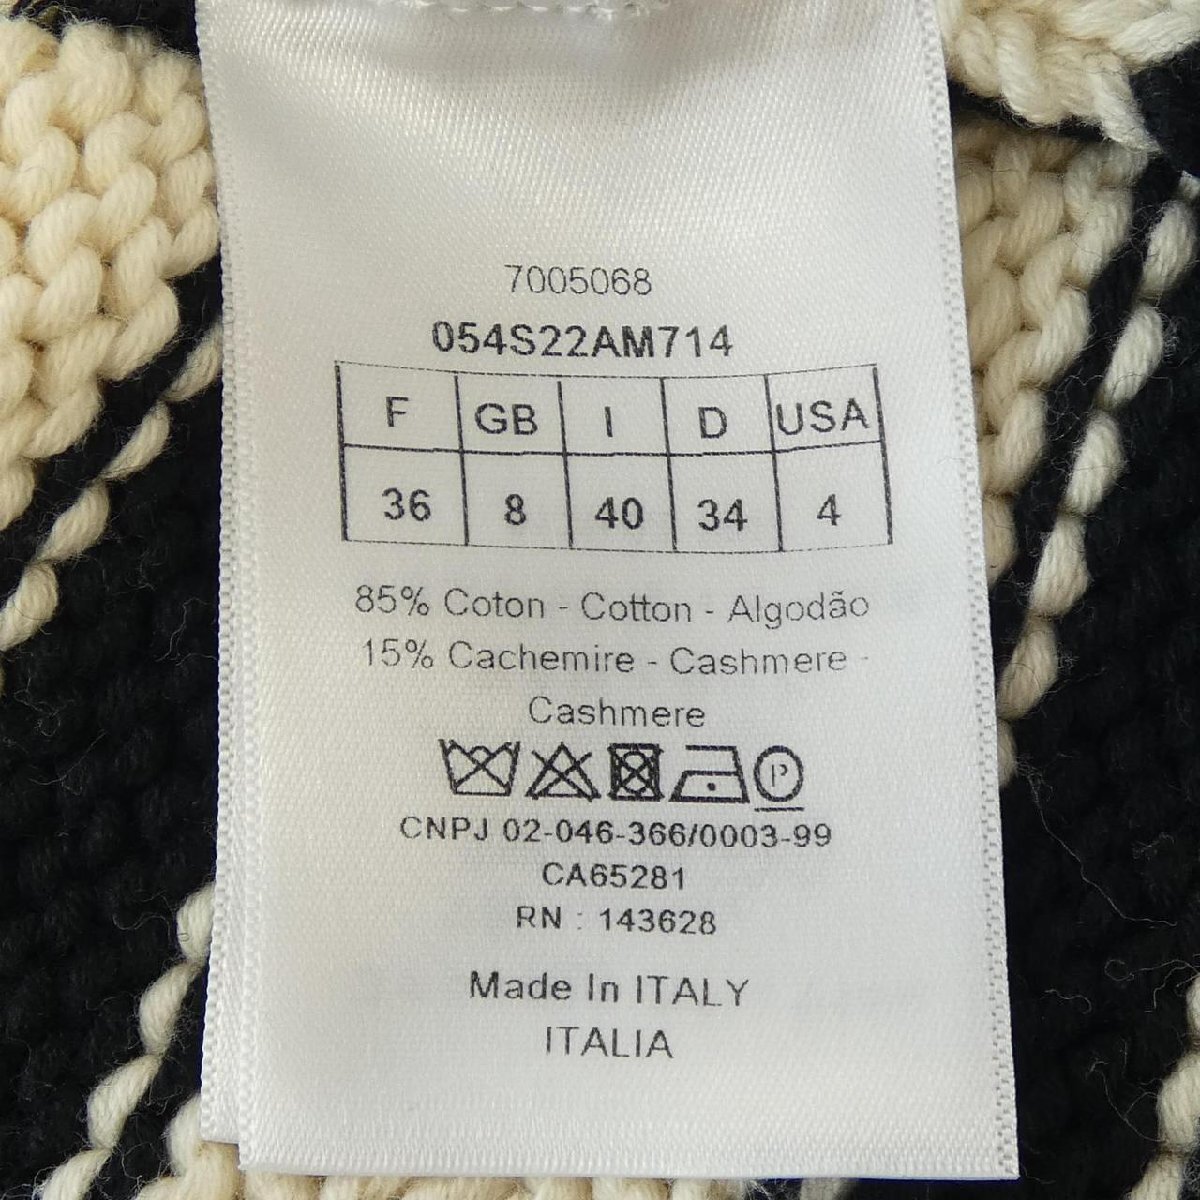 7005068
054S22AM714
F GB I D USA
36 8 40 34 4
85% Coton - Cotton - Algodão
15% Cachemire - Cashmere -
Cashmere
P
CNPJ 02-046-366/0003-99
CA65281
RN : 143628
Made In ITALY
ITALIA